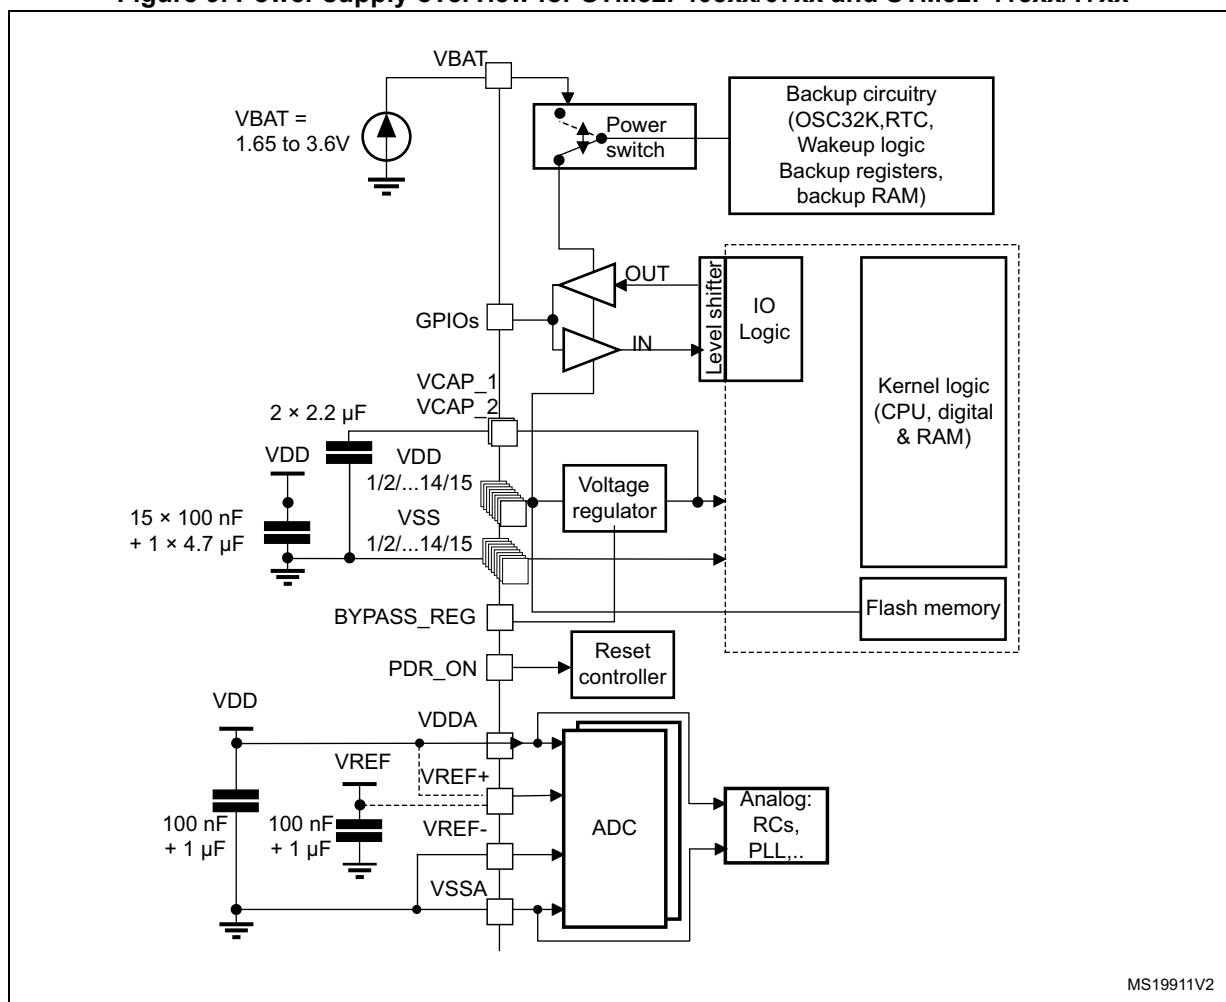 VBAT
VBAT =
1.65 to 3.6V
Power
switch
Backup circuitry
(OSC32K,RTC,
Wakeup logic
Backup registers,
backup RAM)
OUT
GPIOs
IN
Level shifter
IO
Logic
Kernel logic
(CPU, digital
& RAM)
VCAP_1
VCAP_2
2 × 2.2 µF
VDD
VDD
1/2/...14/15
Voltage
regulator
15 × 100 nF
+ 1 × 4.7 µF
VSS
1/2/...14/15
Flash memory
BYPASS_REG
PDR_ON
Reset
controller
VDD
VDDA
VREF
VREF+
100 nF
+ 1 µF
100 nF
+ 1 µF
VREF-
ADC
Analog:
RCs,
PLL,..
VSSA
MS19911V2